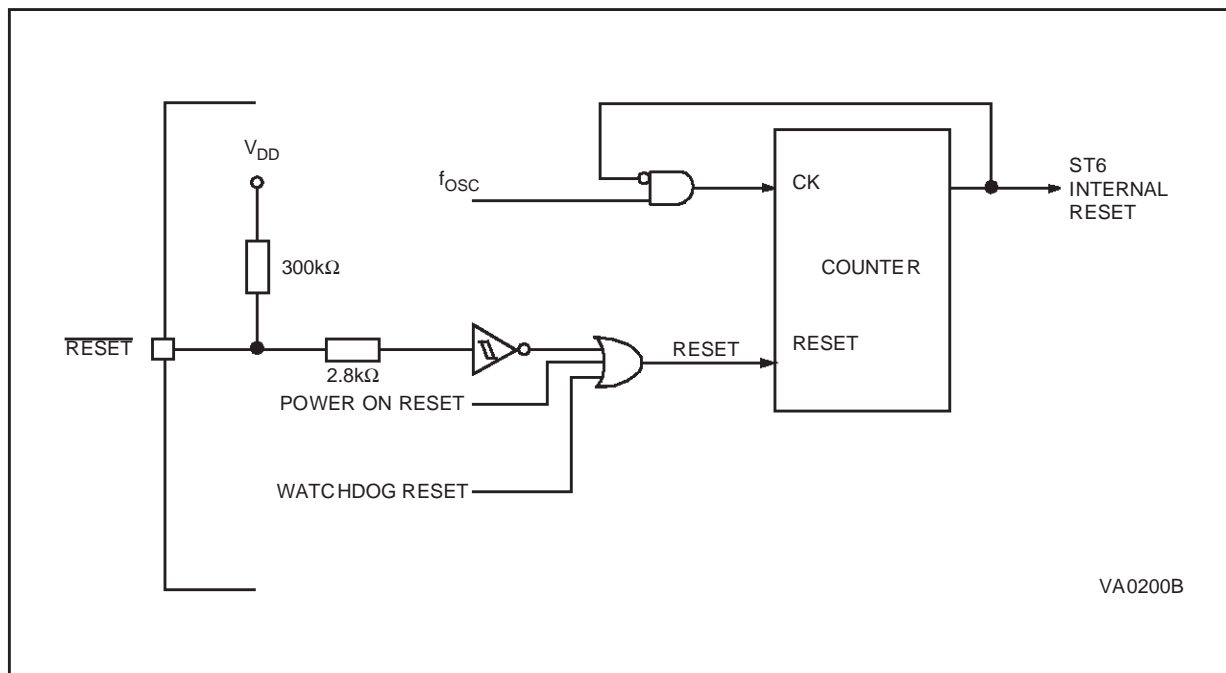 V_DD
f_OSC
CK
ST6
INTERNAL
RESET
300kΩ
COUNTER
RESET
RESET
RESET
2.8kΩ
POWER ON RESET
WATCHDOG RESET
VA0200B